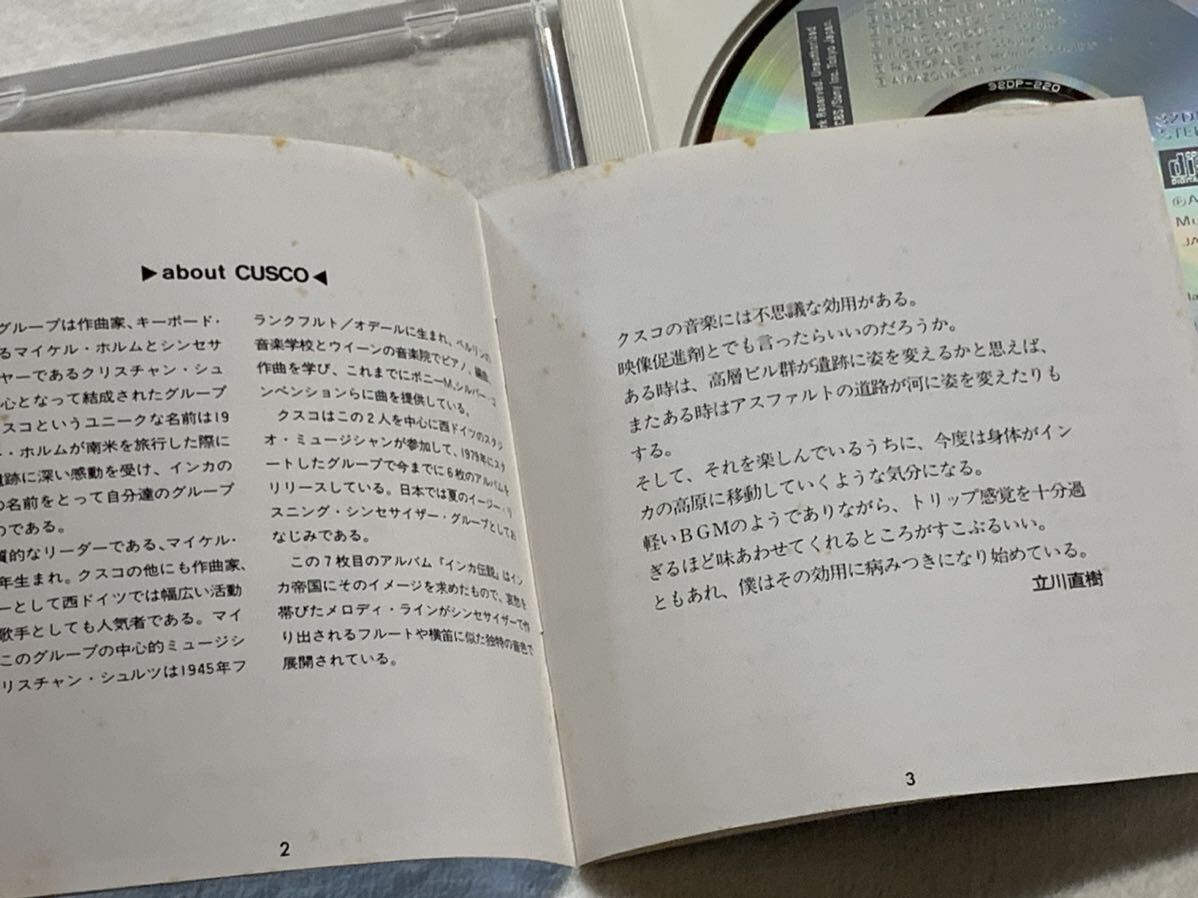 ▶about CUSCO◀
グループは作曲家、キーボード・
るマイケル・ホルムとシンセサ
ヤーであるクリスチャン・シュ
心となって結成されたグループ
スコというユニークな名前は19
・ホルムが南米を旅行した際に
遺跡に深い感動を受け、インカの
の名前をとって自分達のグループ
のである。
質的なリーダーである、マイケル・
年生まれ。クスコの他にも作曲家、
ーとして西ドイツでは幅広い活動
歌手としても人気者である。マイ
このグループの中心的ミュージシ
リスチャン・シュルツは1945年フ
ランクフルト／オデールに生まれ、ベルリンの
音楽学校とウイーンの音楽院でピアノ、編曲、
作曲を学び、これまでにボニーM、シルバー・コ
ンベンションらに曲を提供している。
クスコはこの2人を中心に西ドイツのスタジ
オ・ミュージシャンが参加して、1979年にスタ
ートしたグループで今までに6枚のアルバムを
リリースしている。日本では夏のイージー・リ
スニング・シンセサイザー・グループとしてお
なじみである。
この7枚目のアルバム『インカ伝説』はイン
カ帝国にそのイメージを求めたもので、哀愁を
帯びたメロディ・ラインがシンセサイザーで作
り出されるフルートや横笛に似た独特の音色で
展開されている。
2
クスコの音楽には不思議な効用がある。
映像促進剤とでも言ったらいいのだろうか。
ある時は、高層ビル群が遺跡に姿を変えるかと思えば、
またある時はアスファルトの道路が河に姿を変えたりも
する。
そして、それを楽しんでいるうちに、今度は身体がイン
カの高原に移動していくような気分になる。
軽いBGMのようでありながら、トリップ感覚を十分過
ぎるほど味あわせてくれるところがすこぶるいい。
ともあれ、僕はその効用に病みつきになり始めている。
立川直樹
3
32DP-220
rk Reserved. Unauthorized
CBS/Sony Inc. Tokyo Japan.